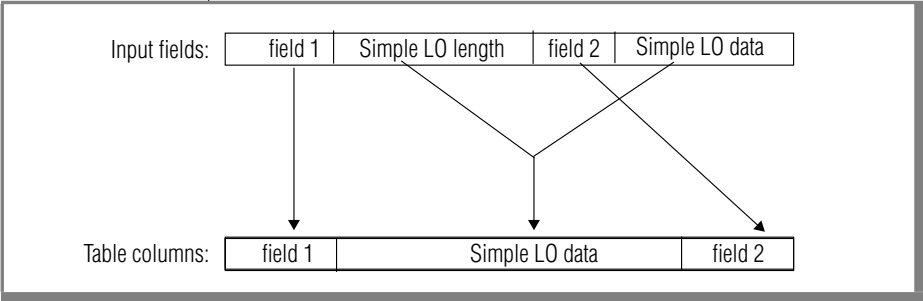 Input fields: field 1 Simple LO length field 2 Simple LO data
Table columns: field 1 Simple LO data field 2